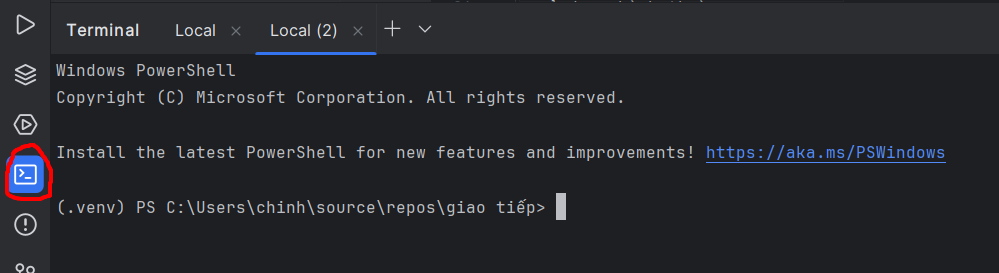 Terminal Local Local (2)
Windows PowerShell
Copyright (C) Microsoft Corporation. All rights reserved.
Install the latest PowerShell for new features and improvements! https://aka.ms/PSWindows
(.venv) PS C:\Users\chinh\source\repos\giao tiếp>